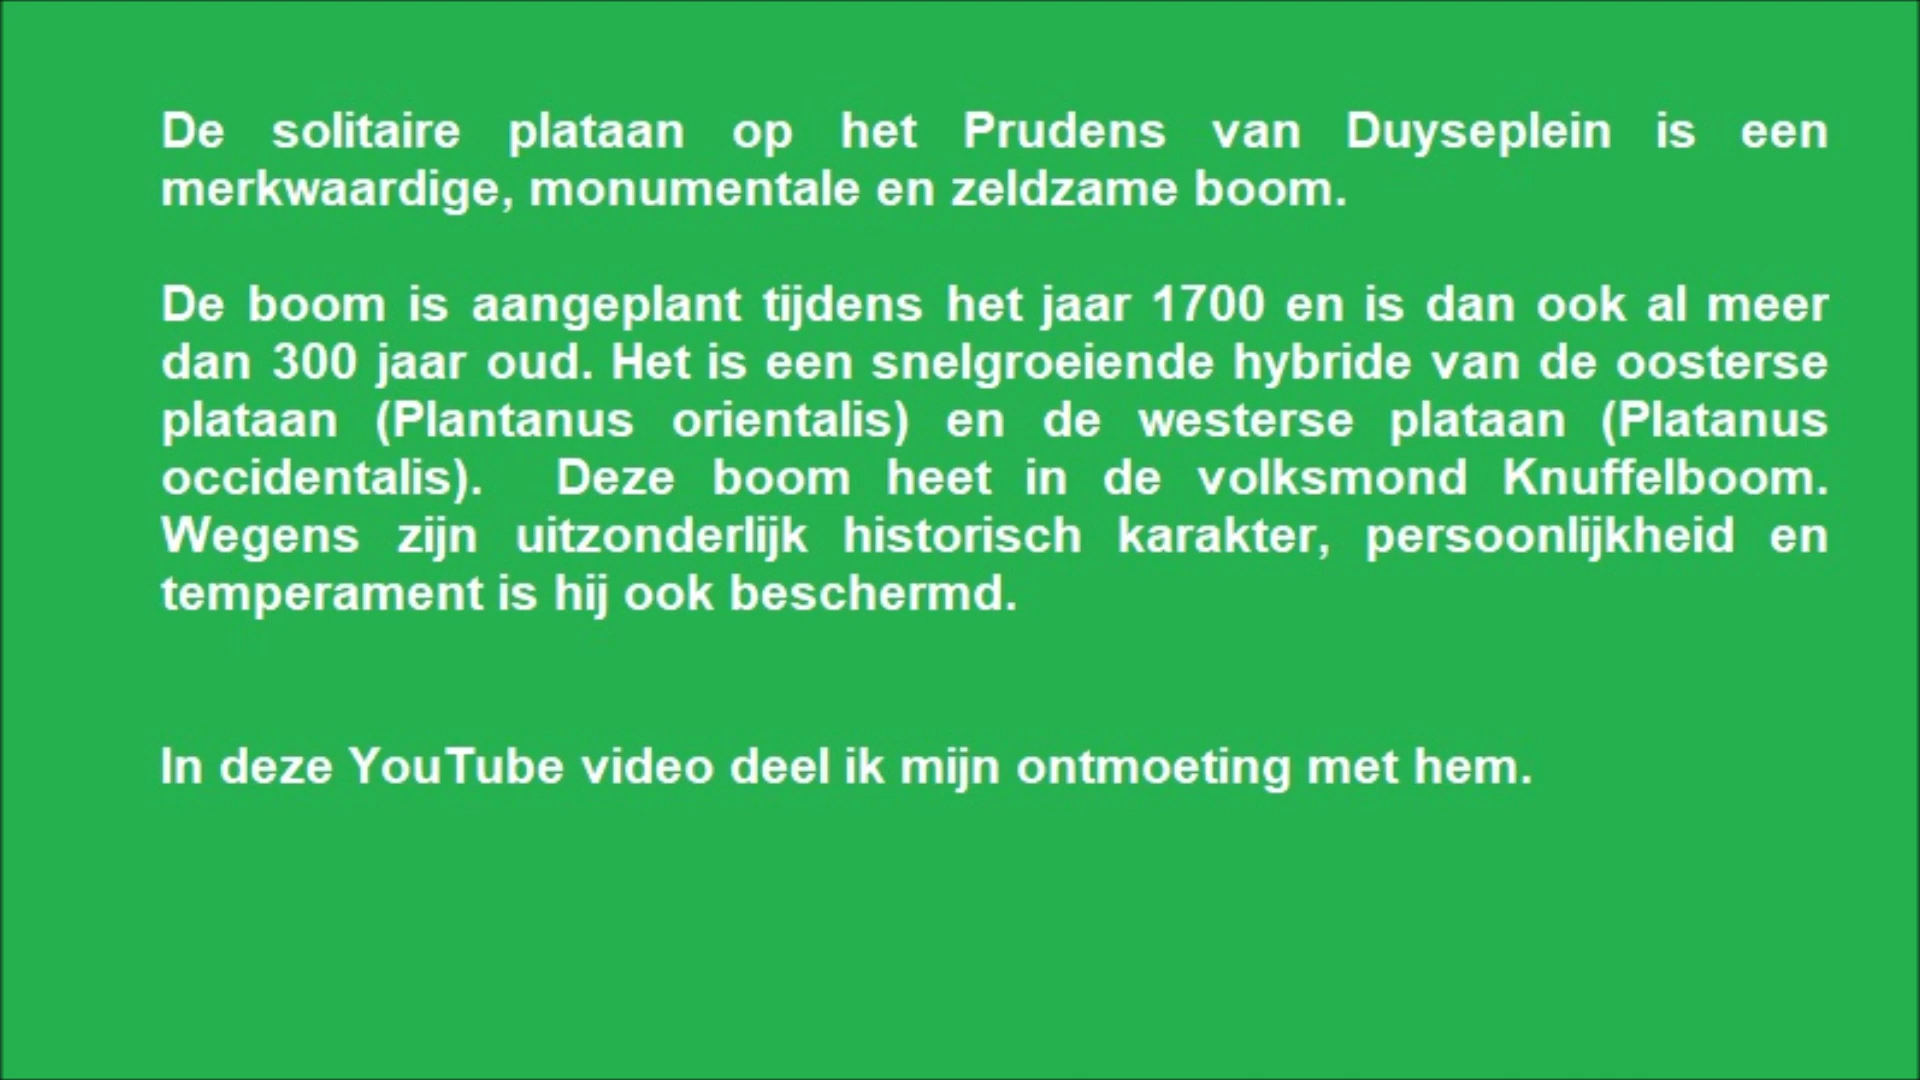 De solitaire plataan op het Prudens van Duyseplein is een
merkwaardige, monumentale en zeldzame boom.
De boom is aangeplant tijdens het jaar 1700 en is dan ook al meer
dan 300 jaar oud. Het is een snelgroeiende hybride van de oosterse
plataan (Plantanus orientalis) en de westerse plataan (Platanus
occidentalis). Deze boom heet in de volksmond Knuffelboom.
Wegens zijn uitzonderlijk historisch karakter, persoonlijkheid en
temperament is hij ook beschermd.
In deze YouTube video deel ik mijn ontmoeting met hem.